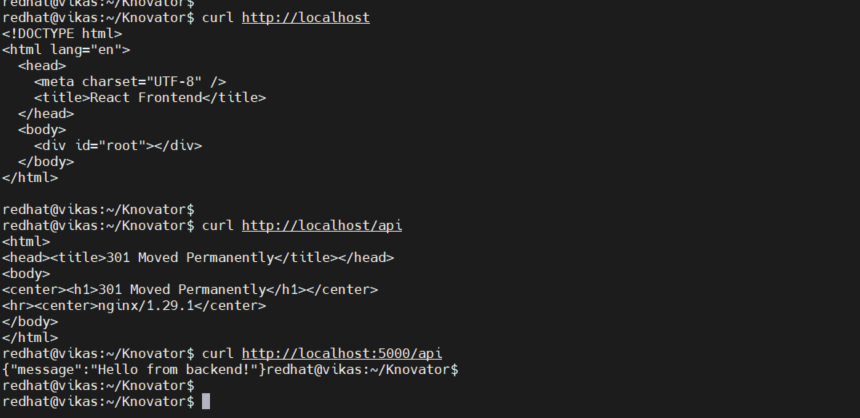 redhat@vikas:~/Knovator$
redhat@vikas:~/Knovator$ curl http://localhost
<!DOCTYPE html>
<html lang="en">
  <head>
    <meta charset="UTF-8" />
    <title>React Frontend</title>
  </head>
  <body>
    <div id="root"></div>
  </body>
</html>

redhat@vikas:~/Knovator$
redhat@vikas:~/Knovator$ curl http://localhost/api
<html>
<head><title>301 Moved Permanently</title></head>
<body>
<center><h1>301 Moved Permanently</h1></center>
<hr><center>nginx/1.29.1</center>
</body>
</html>
redhat@vikas:~/Knovator$ curl http://localhost:5000/api
{"message":"Hello from backend!"}redhat@vikas:~/Knovator$
redhat@vikas:~/Knovator$
redhat@vikas:~/Knovator$